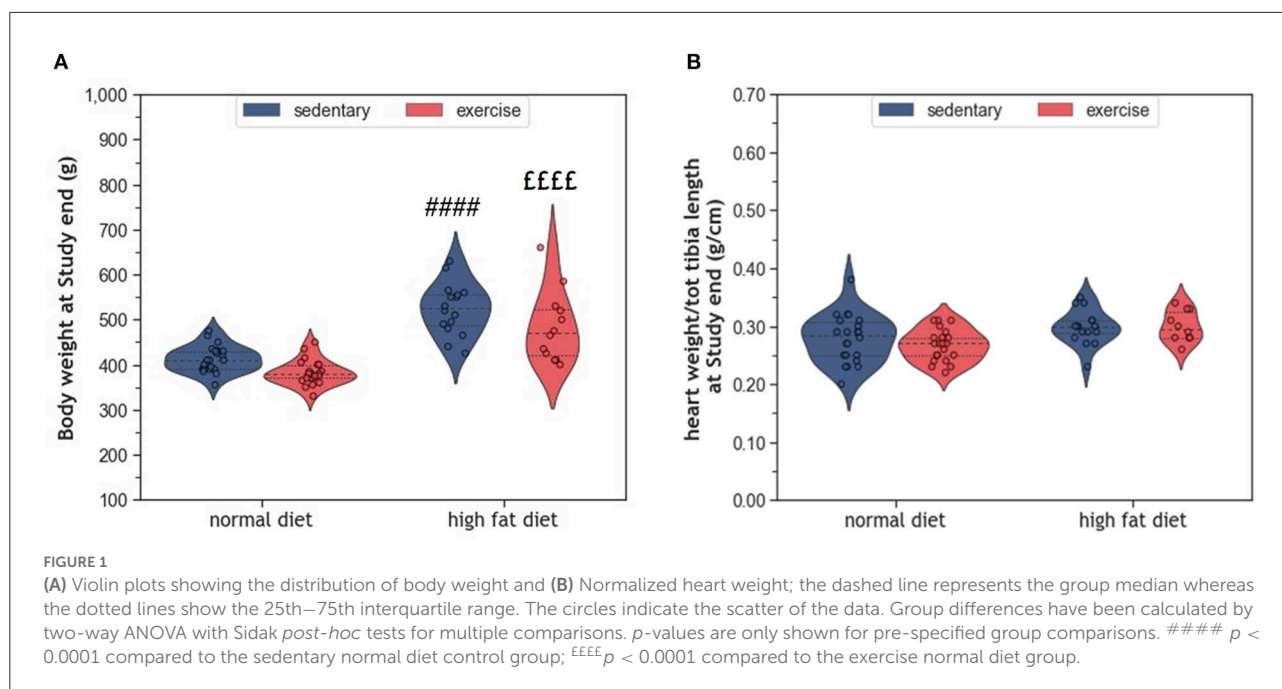 A
Body weight at Study end (g)
1,000
900
800
700
600
500
400
300
200
100
sedentary exercise
####
££££
normal diet high fat diet
B
heart weight/tot tibia length
at Study end (g/cm)
0.70
0.60
0.50
0.40
0.30
0.20
0.10
0.00
sedentary exercise
normal diet high fat diet
FIGURE 1
(A) Violin plots showing the distribution of body weight and (B) Normalized heart weight; the dashed line represents the group median whereas
the dotted lines show the 25th–75th interquartile range. The circles indicate the scatter of the data. Group differences have been calculated by
two-way ANOVA with Sidak post-hoc tests for multiple comparisons. p-values are only shown for pre-specified group comparisons. #### p <
0.0001 compared to the sedentary normal diet control group; ££££p < 0.0001 compared to the exercise normal diet group.